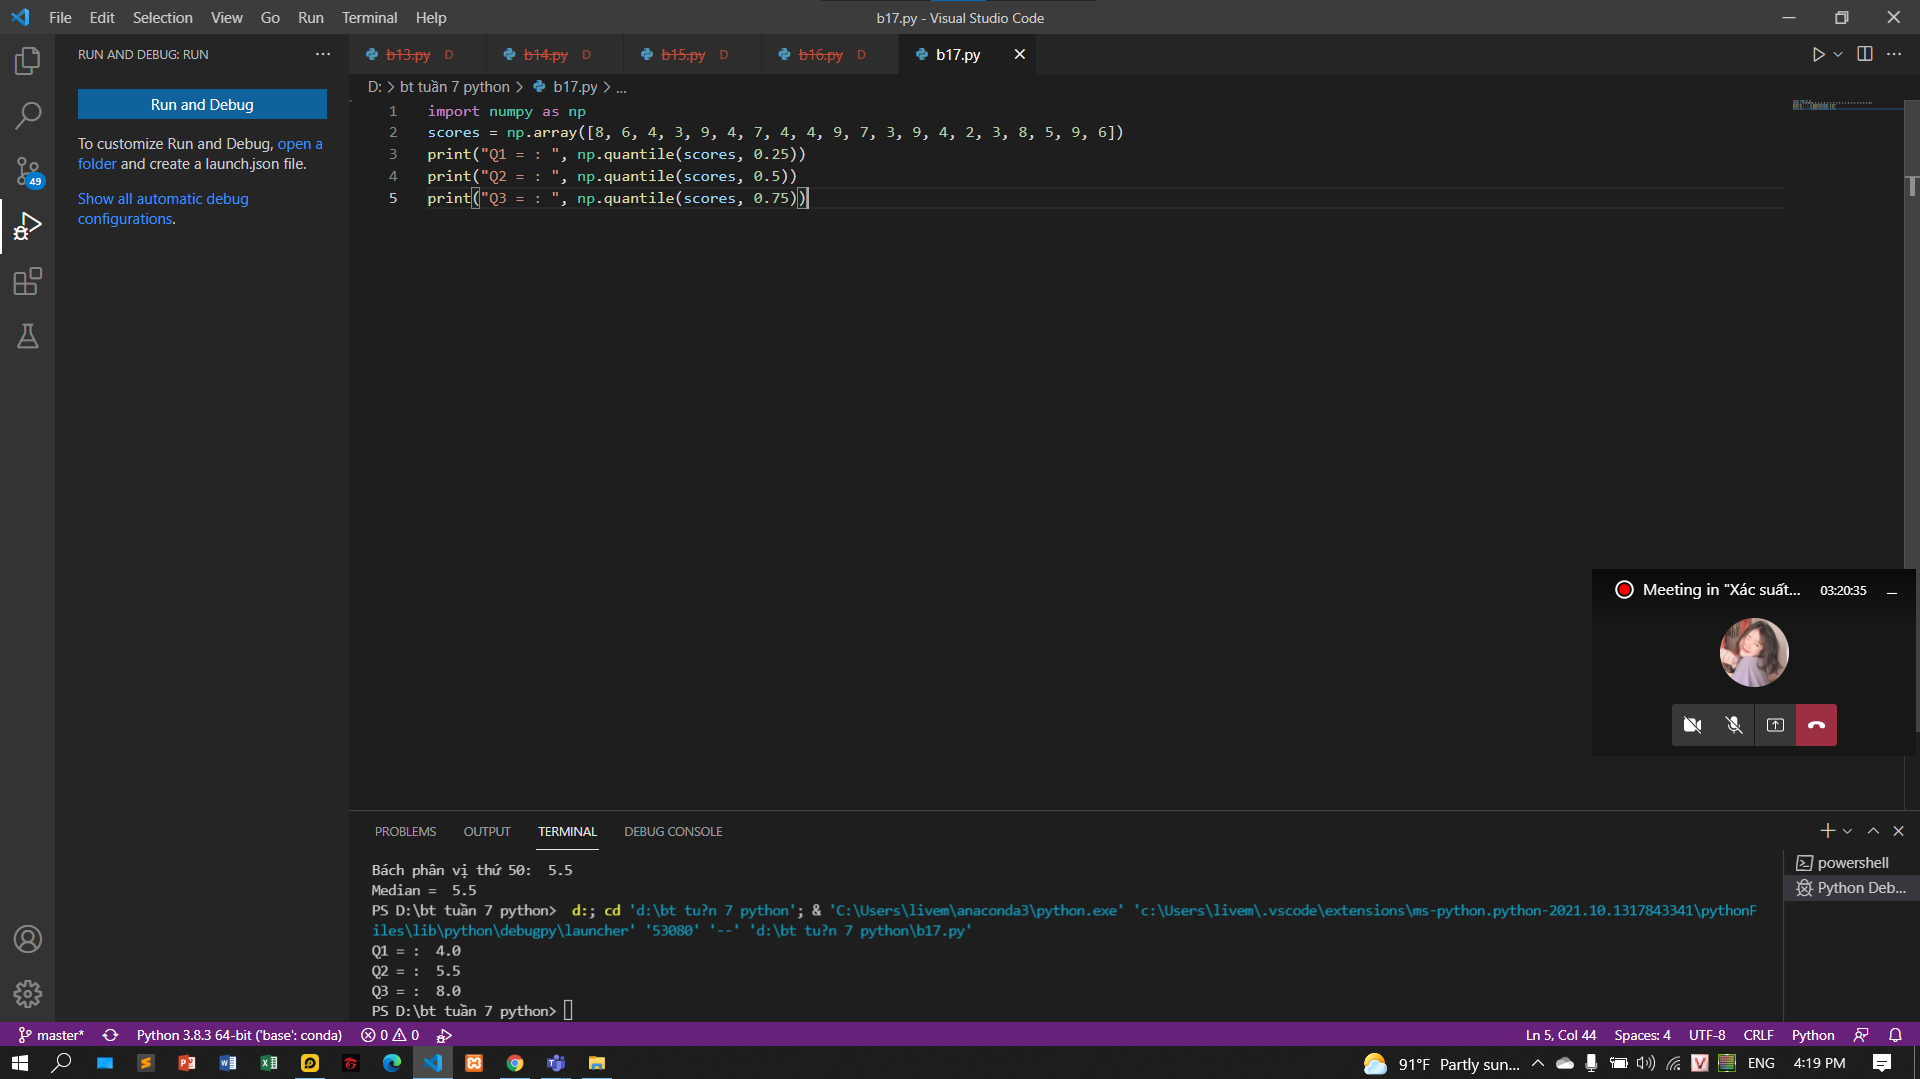 File Edit Selection View Go Run Terminal Help
b17.py - Visual Studio Code
RUN AND DEBUG: RUN
Run and Debug
To customize Run and Debug, open a
folder and create a launch.json file.
Show all automatic debug
configurations.
49
b13.py D b14.py D b15.py D b16.py D b17.py
D: > bt tuần 7 python > b17.py > ...
1 import numpy as np
2 scores = np.array([8, 6, 4, 3, 9, 4, 7, 4, 4, 9, 7, 3, 9, 4, 2, 3, 8, 5, 9, 6])
3 print("Q1 = : ", np.quantile(scores, 0.25))
4 print("Q2 = : ", np.quantile(scores, 0.5))
5 print("Q3 = : ", np.quantile(scores, 0.75))
Meeting in "Xác suất... 03:20:35
PROBLEMS OUTPUT TERMINAL DEBUG CONSOLE
Bách phân vị thứ 50:  5.5
Median =  5.5
PS D:\bt tuần 7 python>  d:; cd 'd:\bt tu?n 7 python'; & 'C:\Users\livem\anaconda3\python.exe' 'c:\Users\livem\.vscode\extensions\ms-python.python-2021.10.1317843341\pythonF
iles\lib\python\debugpy\launcher' '53080' '--' 'd:\bt tu?n 7 python\b17.py'
Q1 = :  4.0
Q2 = :  5.5
Q3 = :  8.0
PS D:\bt tuần 7 python>
powershell
Python Deb...
master* Python 3.8.3 64-bit ('base': conda) 0 0
Ln 5, Col 44 Spaces: 4 UTF-8 CRLF Python
91°F Partly sun... ENG 4:19 PM